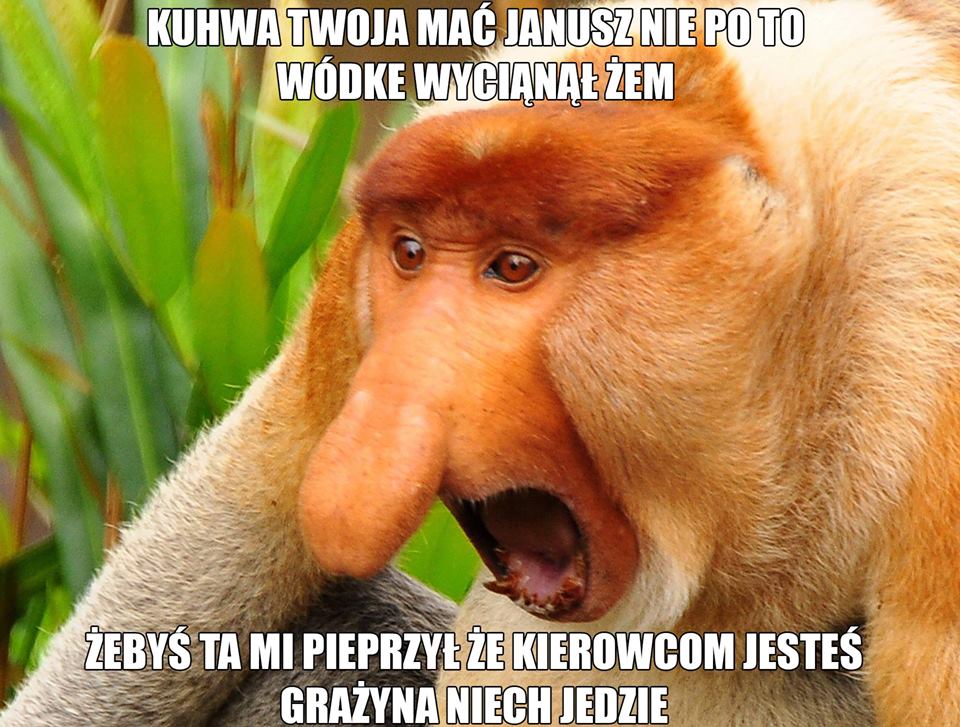 KUHWA TWOJA MAĆ JANUSZ NIE PO TO
WÓDKE WYCIĄNĄŁ ŻEM
ŻEBYŚ TA MI PIEPRZYŁ ŻE KIEROWCOM JESTEŚ
GRAŻYNA NIECH JEDZIE